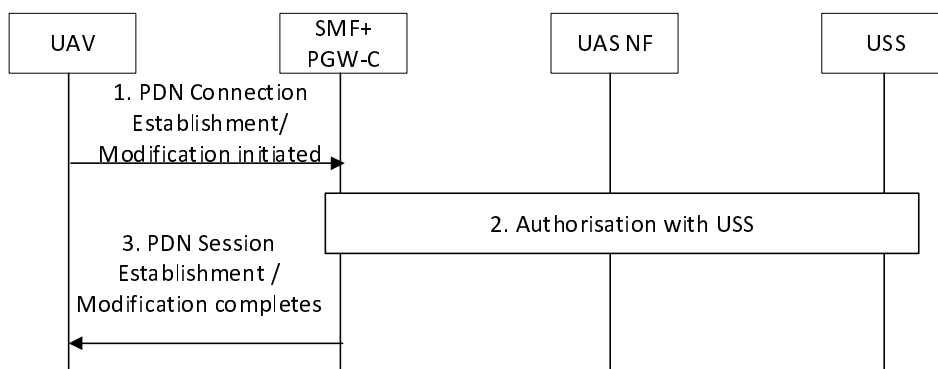 UAV
SMF+
PGW-C
UAS NF
USS
1. PDN Connection
Establishment/
Modification initiated
2. Authorisation with USS
3. PDN Session
Establishment /
Modification completes